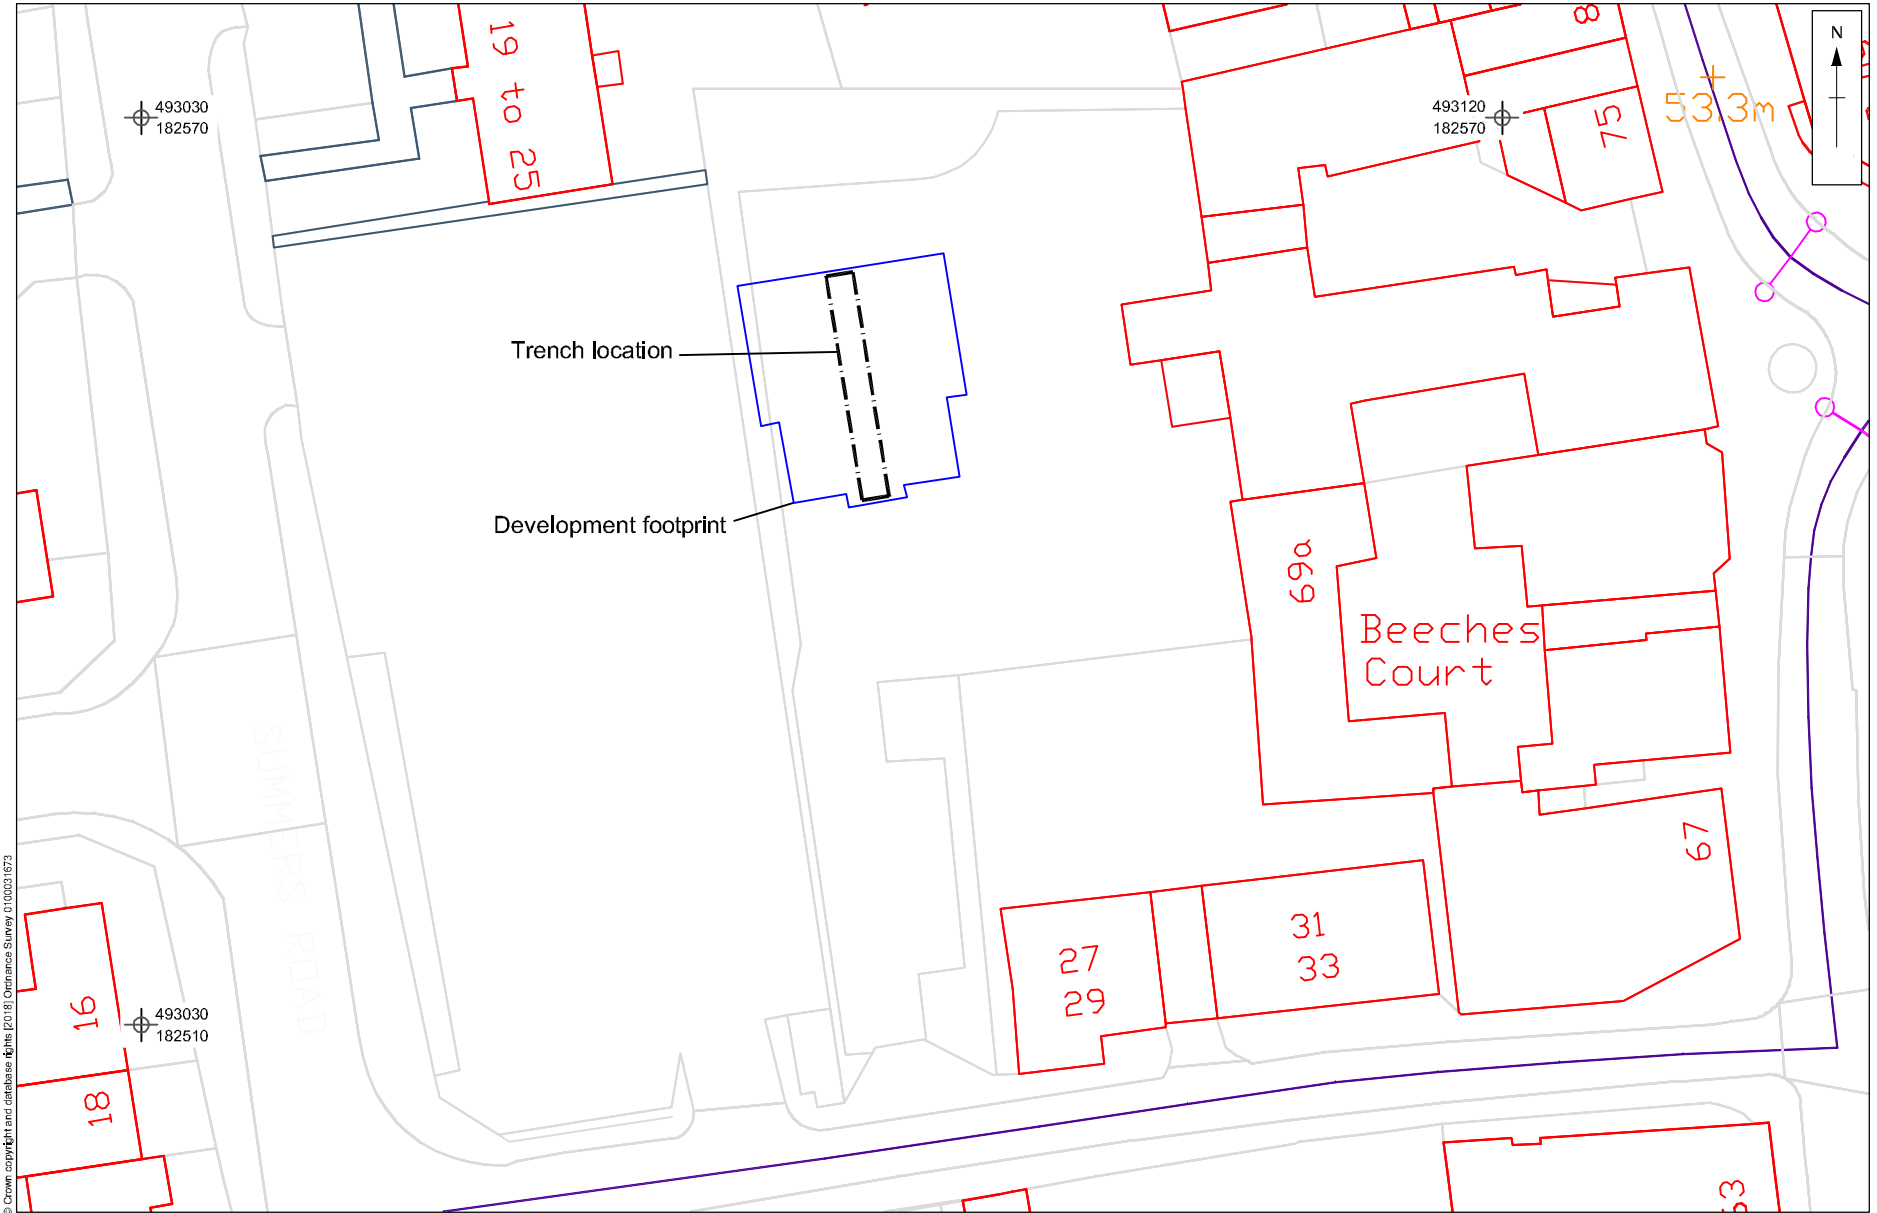 19 to 25
8
N
493030
182570
493120
182570
75
53.3m
Trench location
Development footprint
69a
Beeches
Court
SUMMERS ROAD
67
31
33
27
29
16
493030
182510
18
© Crown copyright and database rights [2018] Ordnance Survey 0100031673